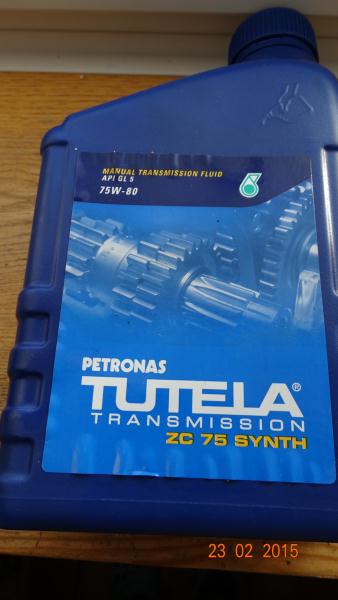 MANUAL TRANSMISSION FLUID
API GL 5
75W-80
PETRONAS
TUTELA®
TRANSMISSION
ZC 75 SYNTH
23 02 2015